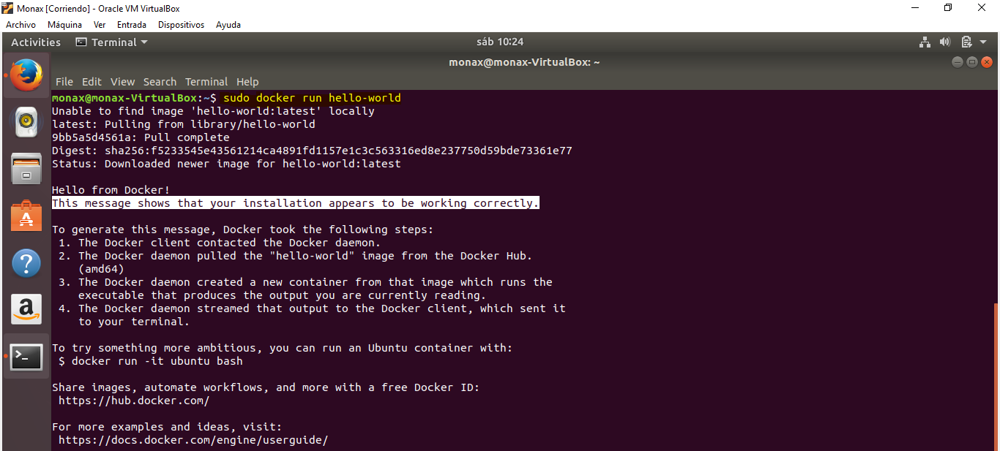 Monax [Corriendo] - Oracle VM VirtualBox
Archivo Máquina Ver Entrada Dispositivos Ayuda
Activities Terminal sáb 10:24
monax@monax-VirtualBox: ~
File Edit View Search Terminal Help
monax@monax-VirtualBox:~$ sudo docker run hello-world
Unable to find image 'hello-world:latest' locally
latest: Pulling from library/hello-world
9bb5a5d4561a: Pull complete
Digest: sha256:f5233545e43561214ca4891fd1157e1c3c563316ed8e237750d59bde73361e77
Status: Downloaded newer image for hello-world:latest
Hello from Docker!
This message shows that your installation appears to be working correctly.
To generate this message, Docker took the following steps:
1. The Docker client contacted the Docker daemon.
2. The Docker daemon pulled the "hello-world" image from the Docker Hub.
(amd64)
3. The Docker daemon created a new container from that image which runs the
executable that produces the output you are currently reading.
4. The Docker daemon streamed that output to the Docker client, which sent it
to your terminal.
To try something more ambitious, you can run an Ubuntu container with:
$ docker run -it ubuntu bash
Share images, automate workflows, and more with a free Docker ID:
https://hub.docker.com/
For more examples and ideas, visit:
https://docs.docker.com/engine/userguide/